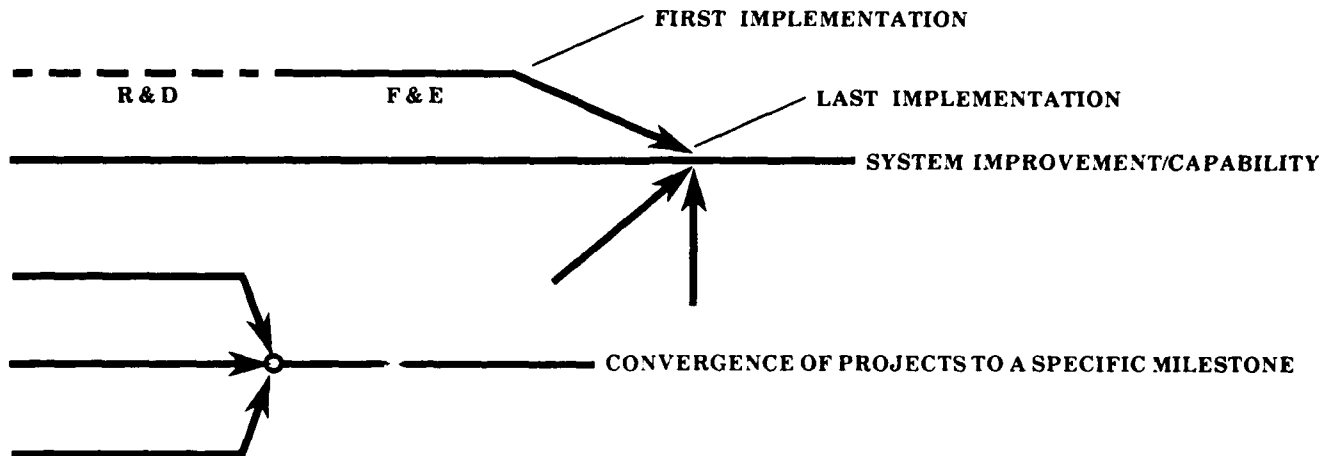 FIRST IMPLEMENTATION
R & D
F & E
LAST IMPLEMENTATION
SYSTEM IMPROVEMENT/CAPABILITY
CONVERGENCE OF PROJECTS TO A SPECIFIC MILESTONE